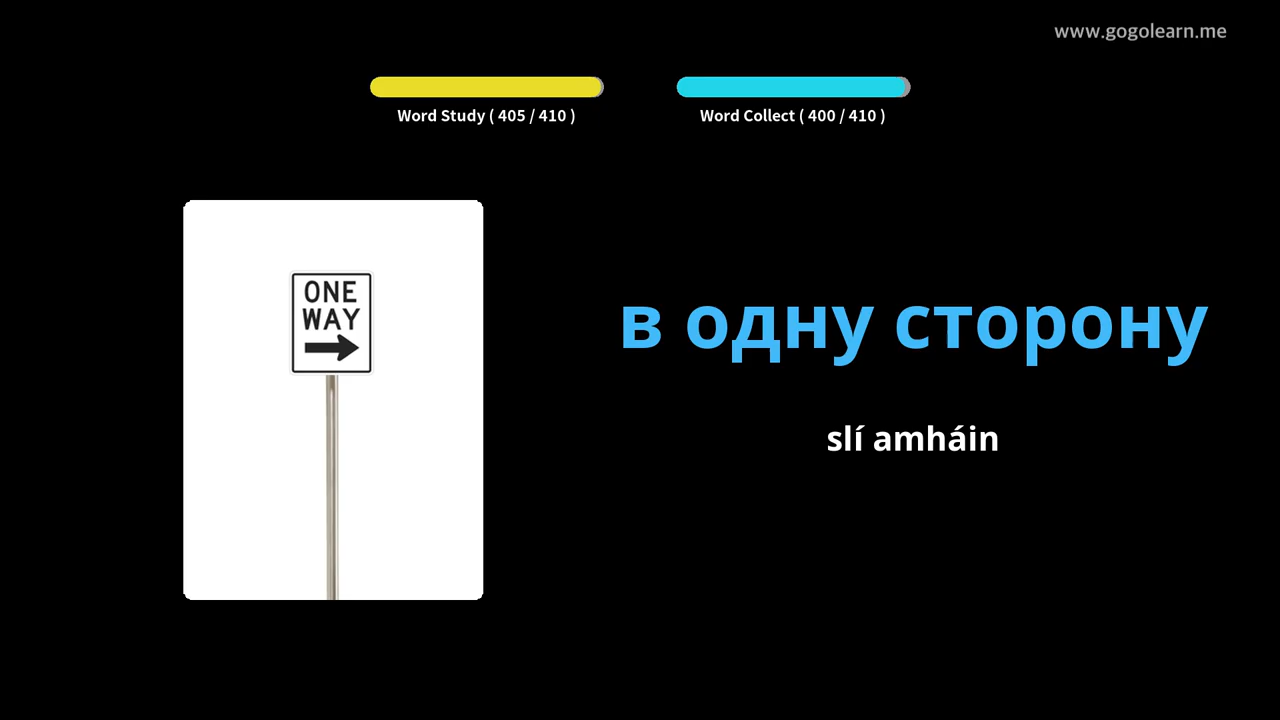 www.gogolearn.me
Word Study ( 405 / 410 )
Word Collect ( 400 / 410 )
ONE
WAY
в одну сторону
slí amháin